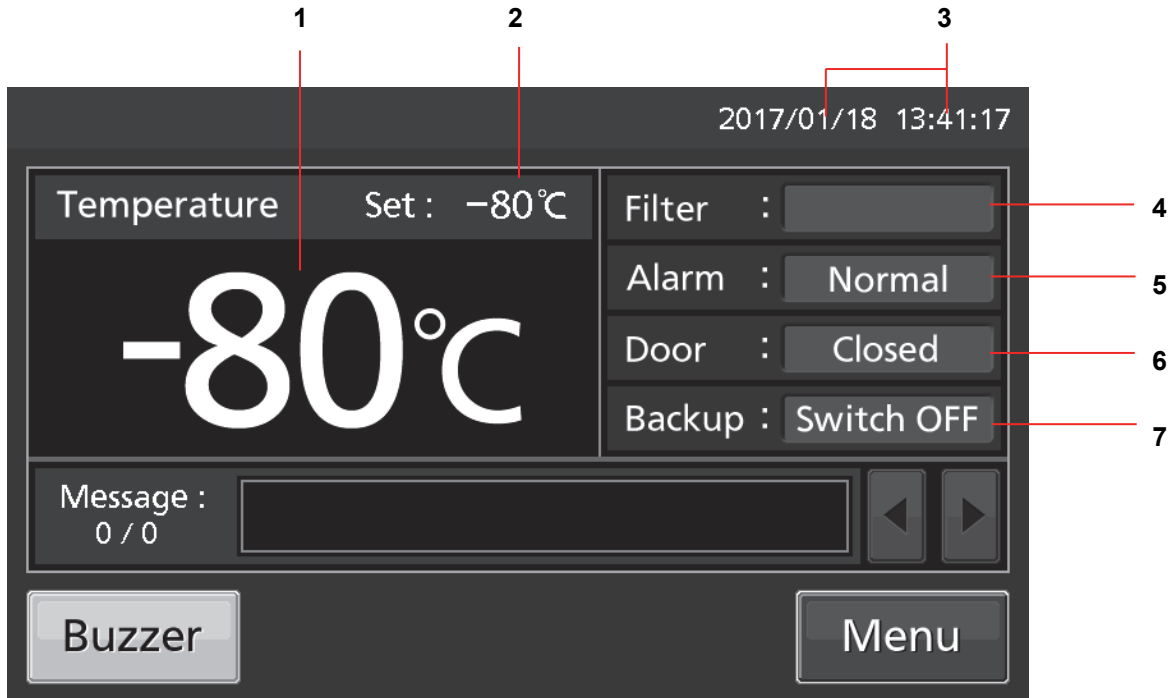 1 2 3
2017/01/18 13:41:17
Temperature Set : −80℃
-80℃
Filter : 4
Alarm : Normal 5
Door : Closed 6
Backup : Switch OFF 7
Message :
0 / 0
Buzzer Menu